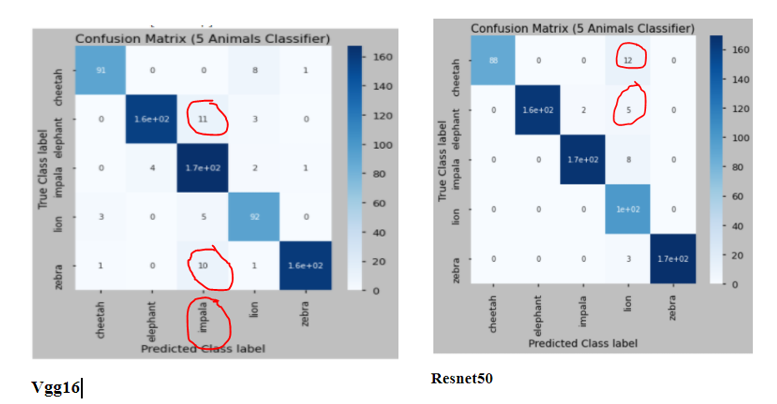 Confusion Matrix (5 Animals Classifier)
True Class label
cheetah 91 0 0 8 1
elephant 0 1.6e+02 11 3 0
impala 0 4 1.7e+02 2 1
lion 3 0 5 92 0
zebra 1 0 10 1 1.6e+02
cheetah elephant impala lion zebra
Predicted Class label
160
140
120
100
80
60
40
20
0
Vgg16
Confusion Matrix (5 Animals Classifier)
True Class label
cheetah 88 0 0 12 0
elephant 0 1.6e+02 2 5 0
impala 0 0 1.7e+02 8 0
lion 0 0 0 1e+02 0
zebra 0 0 0 3 1.7e+02
cheetah elephant impala lion zebra
Predicted Class label
160
140
120
100
80
60
40
20
0
Resnet50